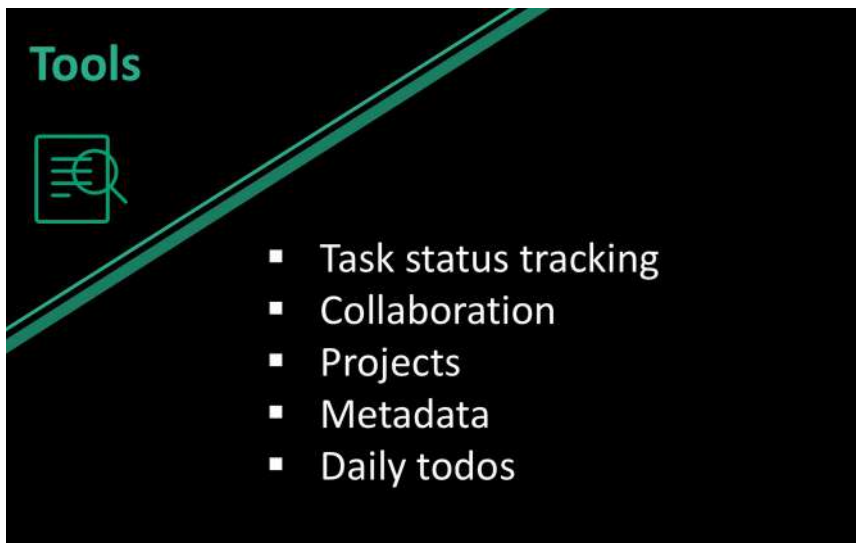 Tools
▪ Task status tracking
▪ Collaboration
▪ Projects
▪ Metadata
▪ Daily todos